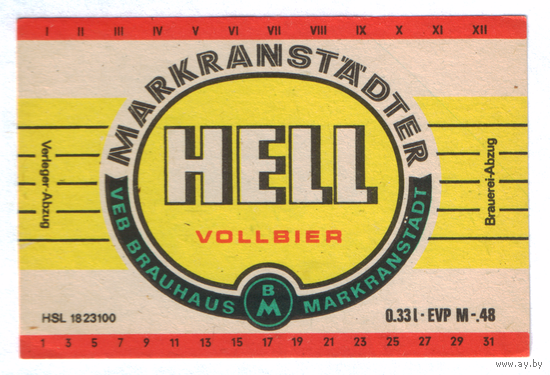 I II III IV V VI VII VIII IX X XI XII
MARKRANSTÄDTER
HELL
VOLLBIER
Verleger-Abzug
Brauerei-Abzug
VEB BRAUHAUS MARKRANSTÄDT
BM
HSL 1823100
0.33 l · EVP M -.48
1 3 5 7 9 11 13 15 17 19 21 23 25 27 29 31
www.ay.by